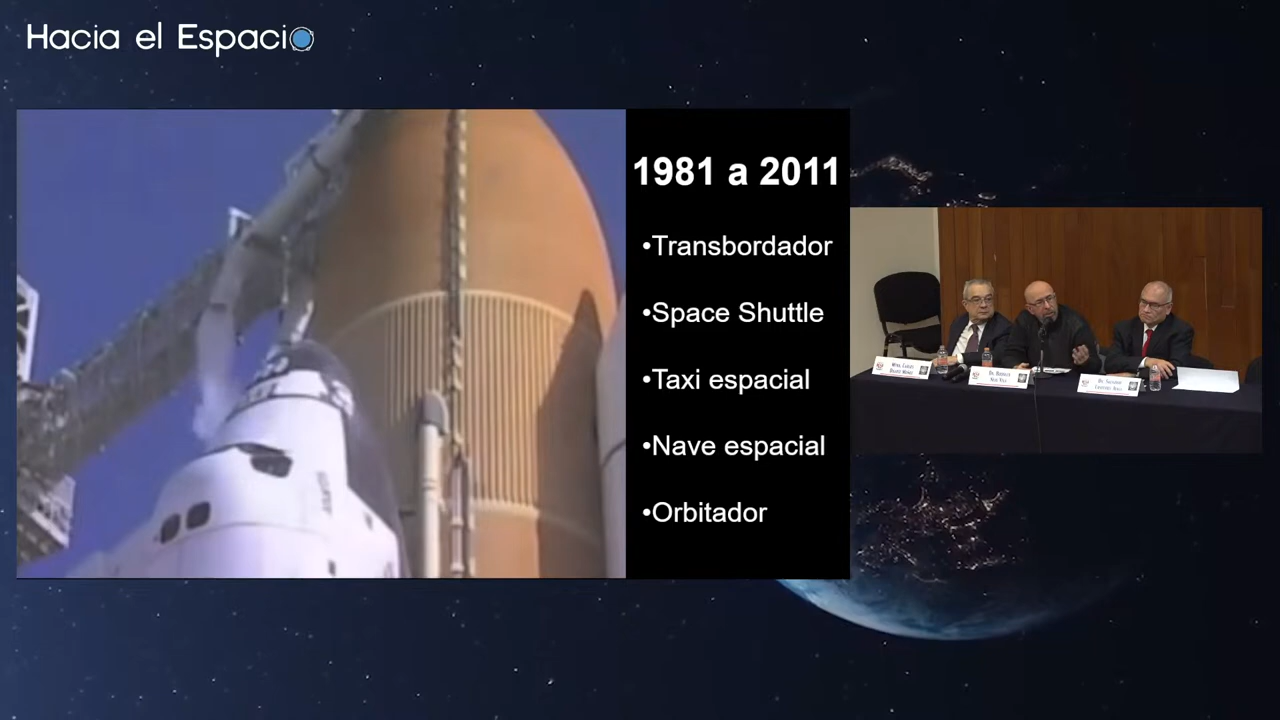 Hacia el Espacio
1981 a 2011
•Transbordador
•Space Shuttle
•Taxi espacial
•Nave espacial
•Orbitador